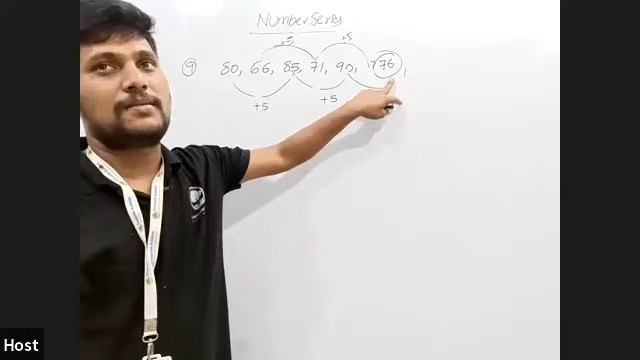 Number Series
+5 +5
9 80, 66, 85, 71, 90, 76
+5 +5
Host